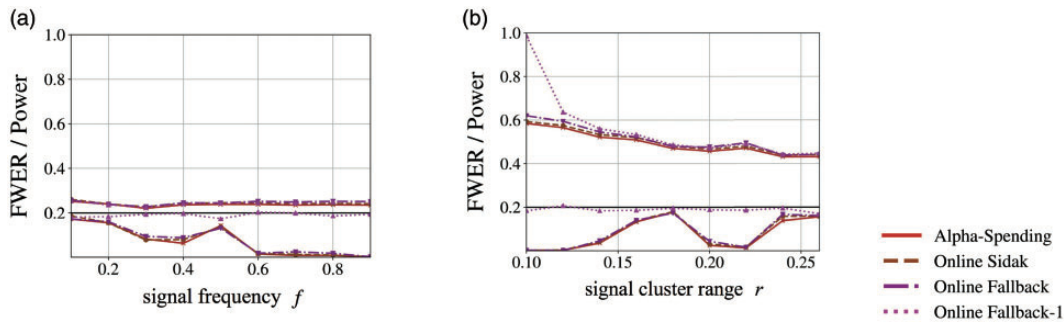 (a)
FWER / Power
1.0
0.8
0.6
0.4
0.2
0.2
0.4
0.6
0.8
signal frequency f
(b)
FWER / Power
1.0
0.8
0.6
0.4
0.2
0.10
0.15
0.20
0.25
signal cluster range r
Alpha-Spending
Online Sidak
Online Fallback
Online Fallback-1